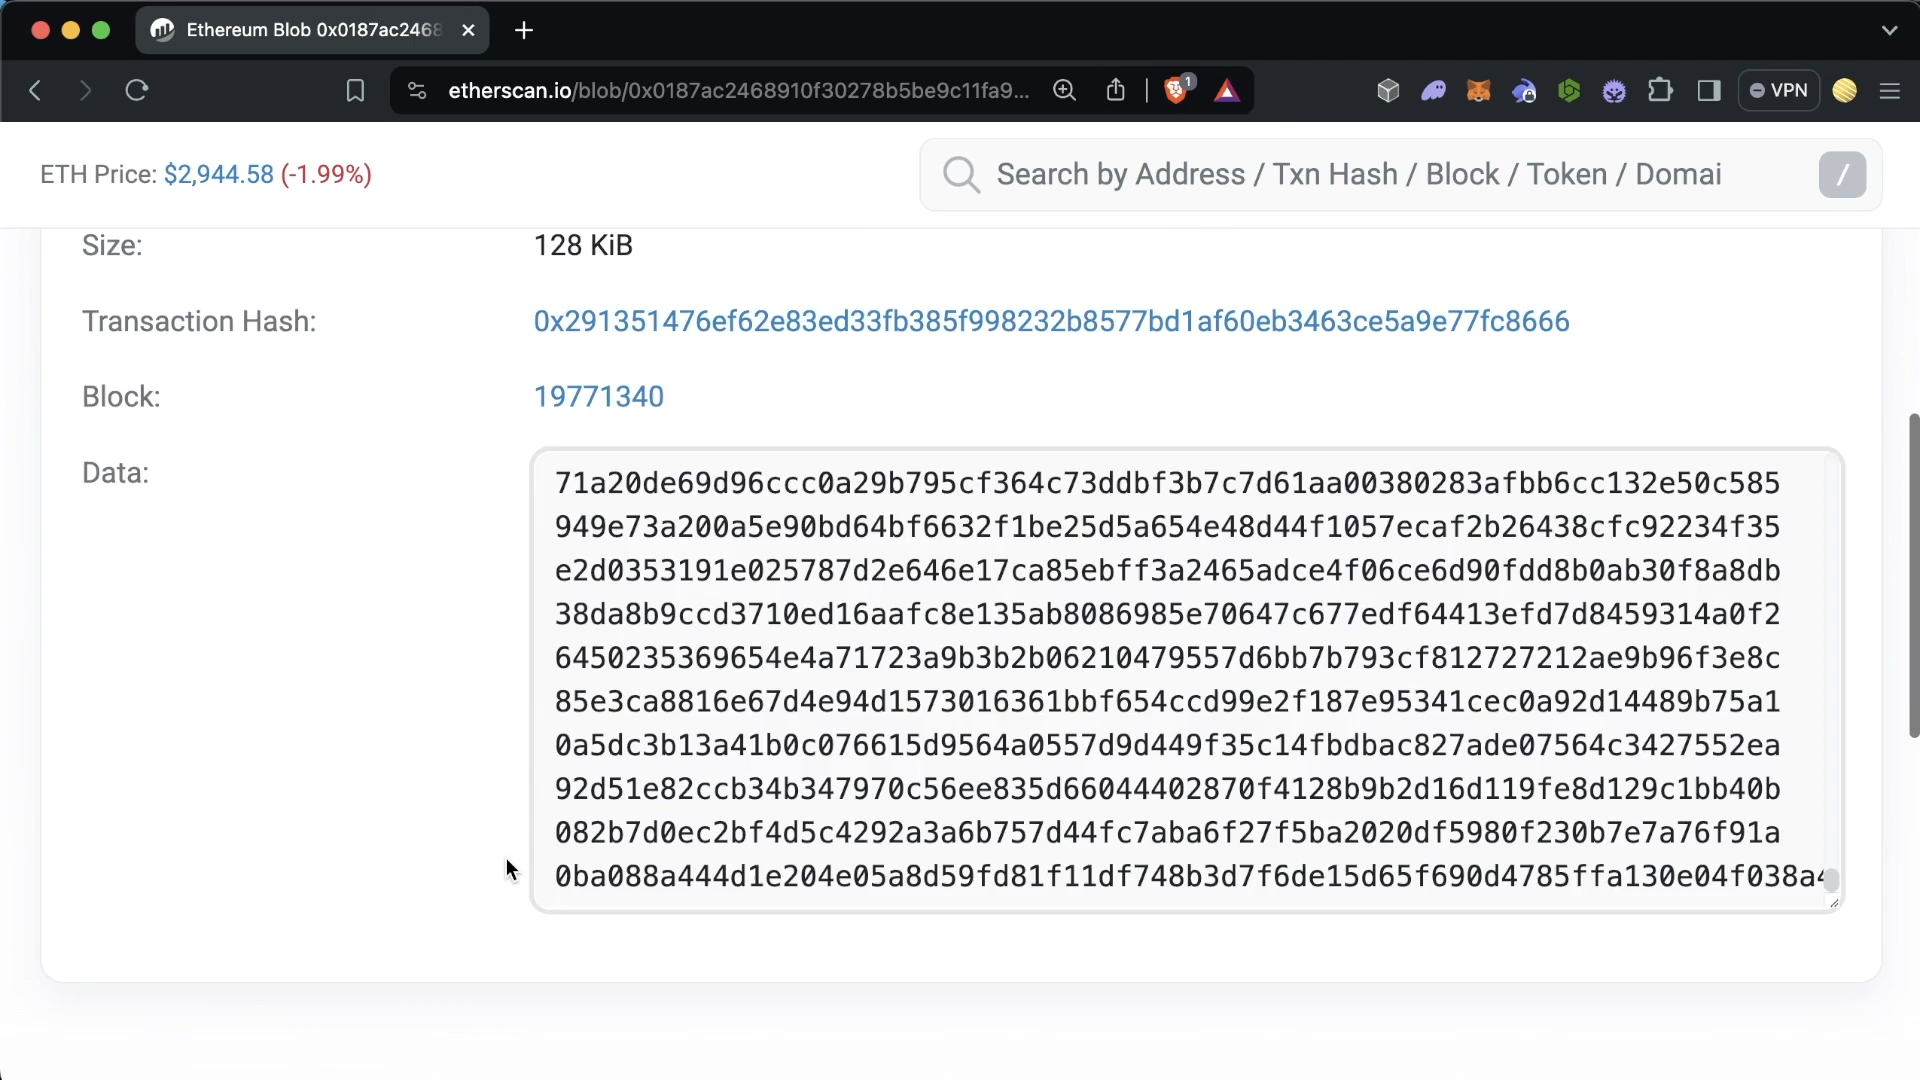 Ethereum Blob 0x0187ac2468
etherscan.io/blob/0x0187ac2468910f30278b5be9c11fa9...
1
VPN
ETH Price: $2,944.58 (-1.99%)
Search by Address / Txn Hash / Block / Token / Domai
/
Size:
128 KiB
Transaction Hash:
0x291351476ef62e83ed33fb385f998232b8577bd1af60eb3463ce5a9e77fc8666
Block:
19771340
Data:
71a20de69d96ccc0a29b795cf364c73ddbf3b7c7d61aa00380283afbb6cc132e50c585
949e73a200a5e90bd64bf6632f1be25d5a654e48d44f1057ecaf2b26438cfc92234f35
e2d0353191e025787d2e646e17ca85ebff3a2465adce4f06ce6d90fdd8b0ab30f8a8db
38da8b9ccd3710ed16aafc8e135ab8086985e70647c677edf64413efd7d8459314a0f2
6450235369654e4a71723a9b3b2b06210479557d6bb7b793cf812727212ae9b96f3e8c
85e3ca8816e67d4e94d1573016361bbf654ccd99e2f187e95341cec0a92d14489b75a1
0a5dc3b13a41b0c076615d9564a0557d9d449f35c14fbdbac827ade07564c3427552ea
92d51e82ccb34b347970c56ee835d66044402870f4128b9b2d16d119fe8d129c1bb40b
082b7d0ec2bf4d5c4292a3a6b757d44fc7aba6f27f5ba2020df5980f230b7e7a76f91a
0ba088a444d1e204e05a8d59fd81f11df748b3d7f6de15d65f690d4785ffa130e04f038a4